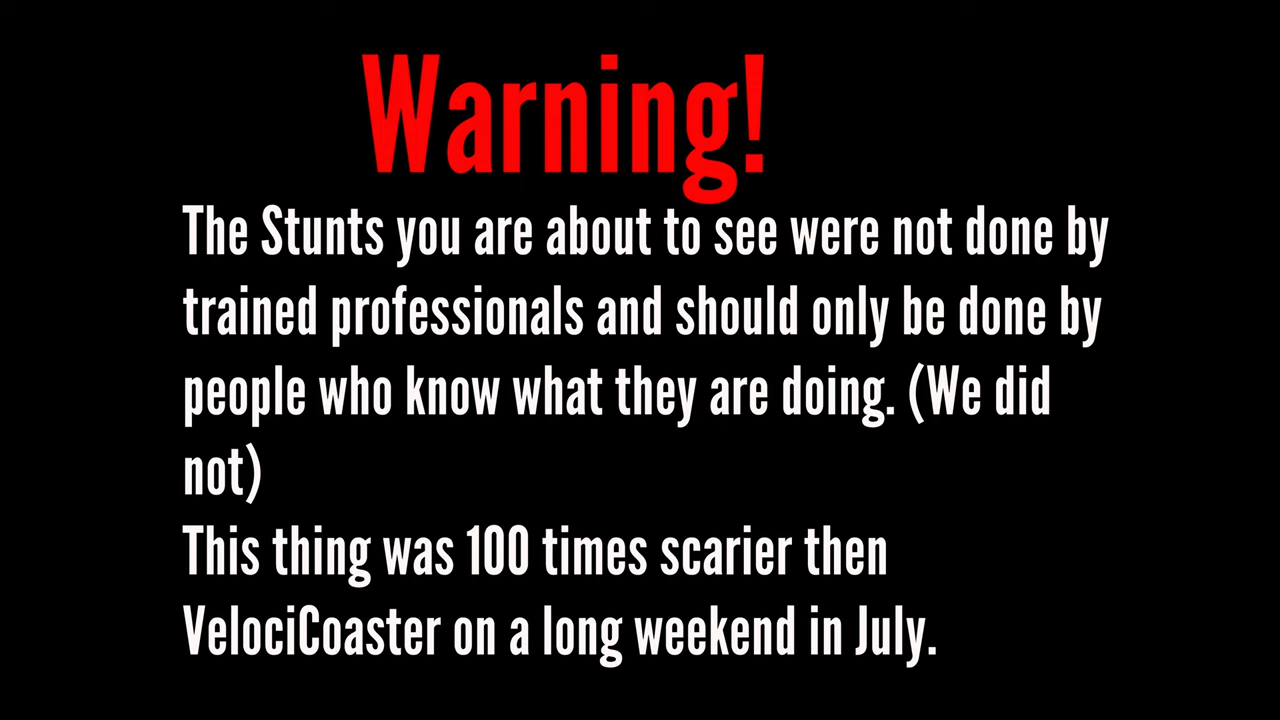 Warning!
The Stunts you are about to see were not done by
trained professionals and should only be done by
people who know what they are doing. (We did
not)
This thing was 100 times scarier then
VelociCoaster on a long weekend in July.